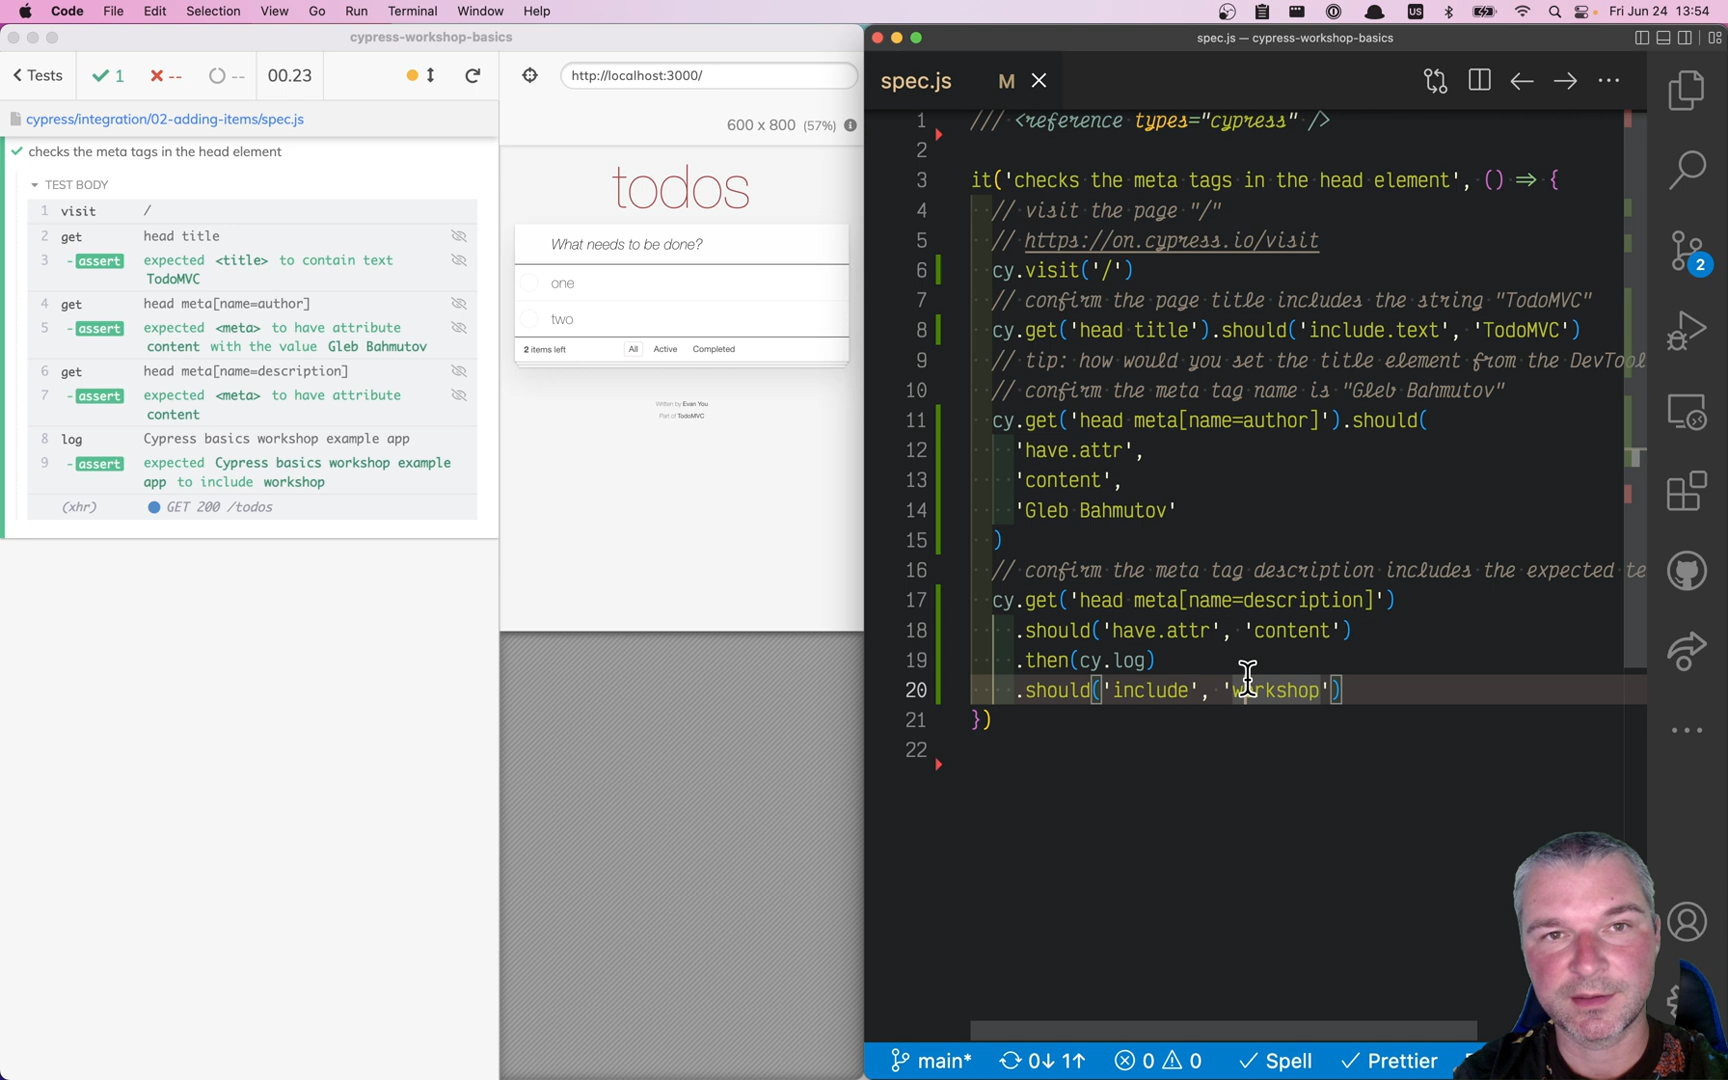 Code File Edit Selection View Go Run Terminal Window Help
US
Fri Jun 24 13:54
cypress-workshop-basics
Tests
1
--
--
00.23
http://localhost:3000/
cypress/integration/02-adding-items/spec.js
600 x 800 (57%)
checks the meta tags in the head element
TEST BODY
1 visit /
2 get head title
3 -assert expected <title> to contain text
TodoMVC
4 get head meta[name=author]
5 -assert expected <meta> to have attribute
content with the value Gleb Bahmutov
6 get head meta[name=description]
7 -assert expected <meta> to have attribute
content
8 log Cypress basics workshop example app
9 -assert expected Cypress basics workshop example
app to include workshop
(xhr) GET 200 /todos
todos
What needs to be done?
one
two
2 items left All Active Completed
Written by Evan You
Part of TodoMVC
spec.js — cypress-workshop-basics
spec.js M
1 /// <reference types="cypress" />
2
3 it('checks the meta tags in the head element', () => {
4 // visit the page "/"
5 // https://on.cypress.io/visit
6 cy.visit('/')
7 // confirm the page title includes the string "TodoMVC"
8 cy.get('head title').should('include.text', 'TodoMVC')
9 // tip: how would you set the title element from the DevTool
10 // confirm the meta tag name is "Gleb Bahmutov"
11 cy.get('head meta[name=author]').should(
12 'have.attr',
13 'content',
14 'Gleb Bahmutov'
15 )
16 // confirm the meta tag description includes the expected te
17 cy.get('head meta[name=description]')
18 .should('have.attr', 'content')
19 .then(cy.log)
20 .should('include', 'workshop')
21 })
22
2
main* 0↓ 1↑ 0 0 Spell Prettier